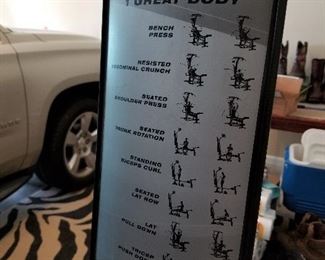 GREAT BODY
BENCH
PRESS
RESISTED
ABDOMINAL CRUNCH
SEATED
SHOULDER PRESS
SEATED
TRUNK ROTATION
STANDING
BICEPS CURL
SEATED
LAT ROW
LAT
PULL DOWN
TRICEP
PUSH DOWN